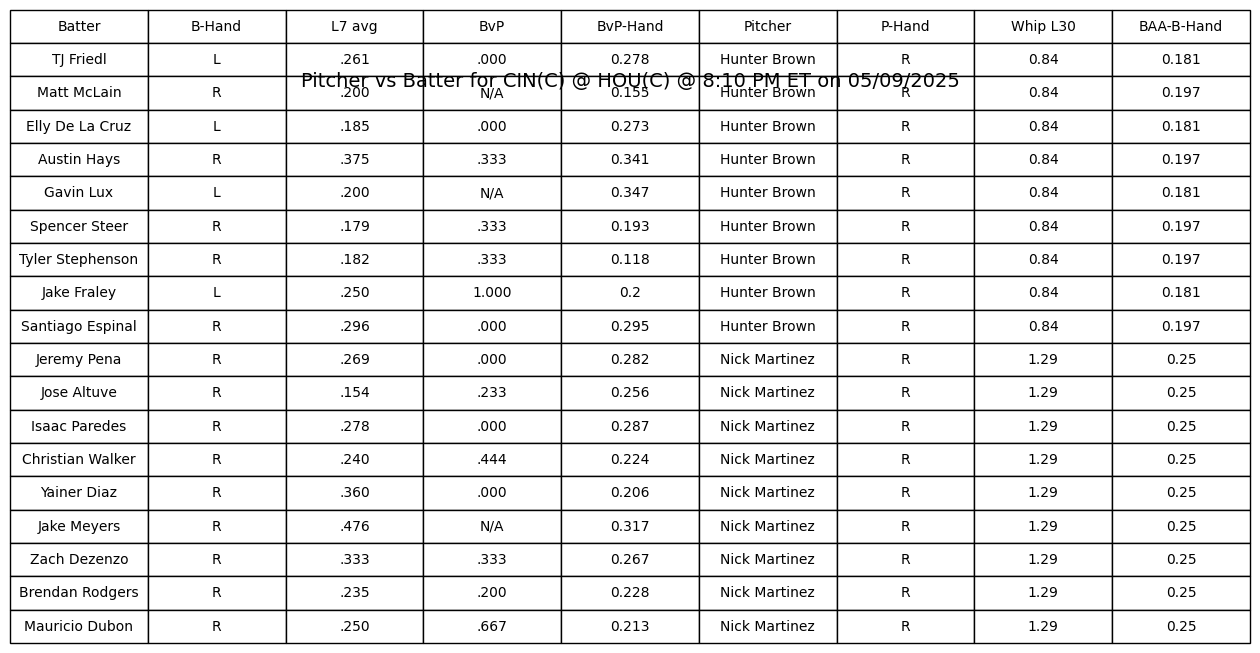 Batter B-Hand L7 avg BvP BvP-Hand Pitcher P-Hand Whip L30 BAA-B-Hand
TJ Friedl L .261 .000 0.278 Hunter Brown R 0.84 0.181
Pitcher vs Batter for CIN(C) @ HOU(C) @ 8:10 PM ET on 05/09/2025
Matt McLain R .200 N/A 0.155 Hunter Brown R 0.84 0.197
Elly De La Cruz L .185 .000 0.273 Hunter Brown R 0.84 0.181
Austin Hays R .375 .333 0.341 Hunter Brown R 0.84 0.197
Gavin Lux L .200 N/A 0.347 Hunter Brown R 0.84 0.181
Spencer Steer R .179 .333 0.193 Hunter Brown R 0.84 0.197
Tyler Stephenson R .182 .333 0.118 Hunter Brown R 0.84 0.197
Jake Fraley L .250 1.000 0.2 Hunter Brown R 0.84 0.181
Santiago Espinal R .296 .000 0.295 Hunter Brown R 0.84 0.197
Jeremy Pena R .269 .000 0.282 Nick Martinez R 1.29 0.25
Jose Altuve R .154 .233 0.256 Nick Martinez R 1.29 0.25
Isaac Paredes R .278 .000 0.287 Nick Martinez R 1.29 0.25
Christian Walker R .240 .444 0.224 Nick Martinez R 1.29 0.25
Yainer Diaz R .360 .000 0.206 Nick Martinez R 1.29 0.25
Jake Meyers R .476 N/A 0.317 Nick Martinez R 1.29 0.25
Zach Dezenzo R .333 .333 0.267 Nick Martinez R 1.29 0.25
Brendan Rodgers R .235 .200 0.228 Nick Martinez R 1.29 0.25
Mauricio Dubon R .250 .667 0.213 Nick Martinez R 1.29 0.25